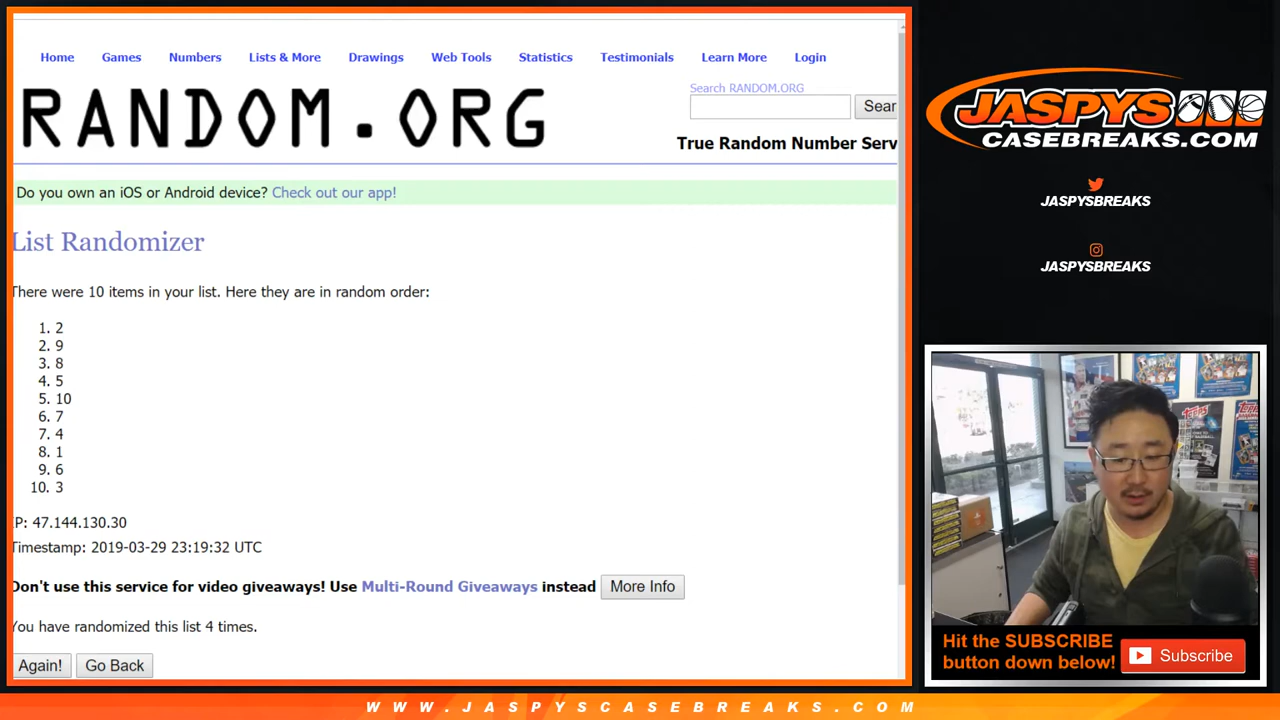 Home Games Numbers Lists & More Drawings Web Tools Statistics Testimonials Learn More Login
RANDOM.ORG
Search RANDOM.ORG
Sear
True Random Number Serv
Do you own an iOS or Android device? Check out our app!
List Randomizer
There were 10 items in your list. Here they are in random order:
1. 2
2. 9
3. 8
4. 5
5. 10
6. 7
7. 4
8. 1
9. 6
10. 3
IP: 47.144.130.30
Timestamp: 2019-03-29 23:19:32 UTC
Don't use this service for video giveaways! Use Multi-Round Giveaways instead More Info
You have randomized this list 4 times.
Again! Go Back
JASPYS
CASEBREAKS.COM
JASPYSBREAKS
JASPYSBREAKS
TOPPS
Hit the SUBSCRIBE
button down below!
Subscribe
WWW.JASPYSCASEBREAKS.COM